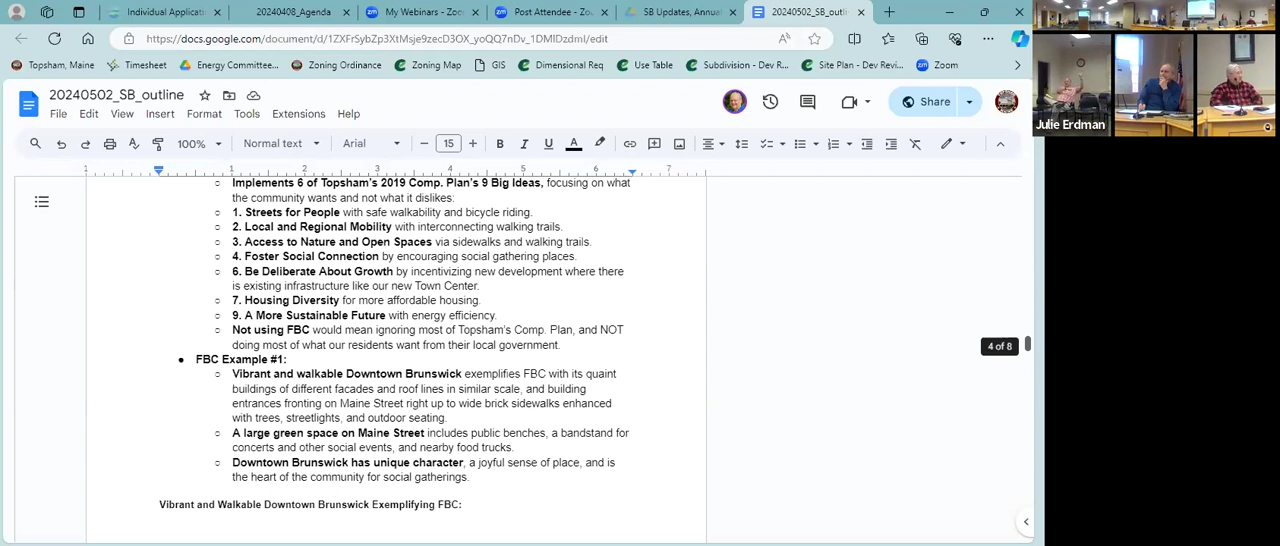 Individual Applicati
20240408_Agenda
My Webinars - Zoo
Post Attendee - Zo
SB Updates, Annua
20240502_SB_outlin
Topsham, Maine
Timesheet
Energy Committee...
Zoning Ordinance
Zoning Map
GIS
Dimensional Req
Use Table
Subdivision - Dev R...
Site Plan - Dev Revi...
Zoom
20240502_SB_outline
File Edit View Insert Format Tools Extensions Help
Share
100%
Normal text
Arial
15
1 1 2 3 4 5 6 7
Implements 6 of Topsham's 2019 Comp. Plan's 9 Big Ideas, focusing on what
the community wants and not what it dislikes:
1. Streets for People with safe walkability and bicycle riding.
2. Local and Regional Mobility with interconnecting walking trails.
3. Access to Nature and Open Spaces via sidewalks and walking trails.
4. Foster Social Connection by encouraging social gathering places.
6. Be Deliberate About Growth by incentivizing new development where there
is existing infrastructure like our new Town Center.
7. Housing Diversity for more affordable housing.
9. A More Sustainable Future with energy efficiency.
Not using FBC would mean ignoring most of Topsham's Comp. Plan, and NOT
doing most of what our residents want from their local government.
FBC Example #1:
Vibrant and walkable Downtown Brunswick exemplifies FBC with its quaint
buildings of different facades and roof lines in similar scale, and building
entrances fronting on Maine Street right up to wide brick sidewalks enhanced
with trees, streetlights, and outdoor seating.
A large green space on Maine Street includes public benches, a bandstand for
concerts and other social events, and nearby food trucks.
Downtown Brunswick has unique character, a joyful sense of place, and is
the heart of the community for social gatherings.
Vibrant and Walkable Downtown Brunswick Exemplifying FBC:
4 of 8
Julie Erdman